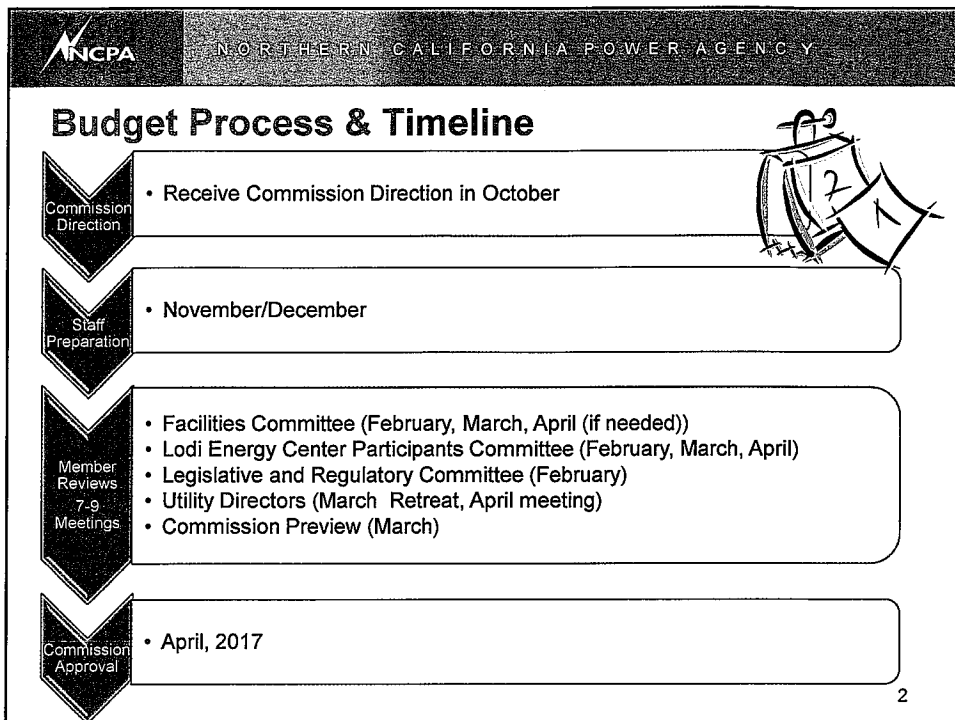 NCPA
NORTHERN CALIFORNIA POWER AGENCY
Budget Process & Timeline
2
1
Commission
Direction
• Receive Commission Direction in October
Staff
Preparation
• November/December
Member
Reviews
7-9
Meetings
• Facilities Committee (February, March, April (if needed))
• Lodi Energy Center Participants Committee (February, March, April)
• Legislative and Regulatory Committee (February)
• Utility Directors (March Retreat, April meeting)
• Commission Preview (March)
Commission
Approval
• April, 2017
2